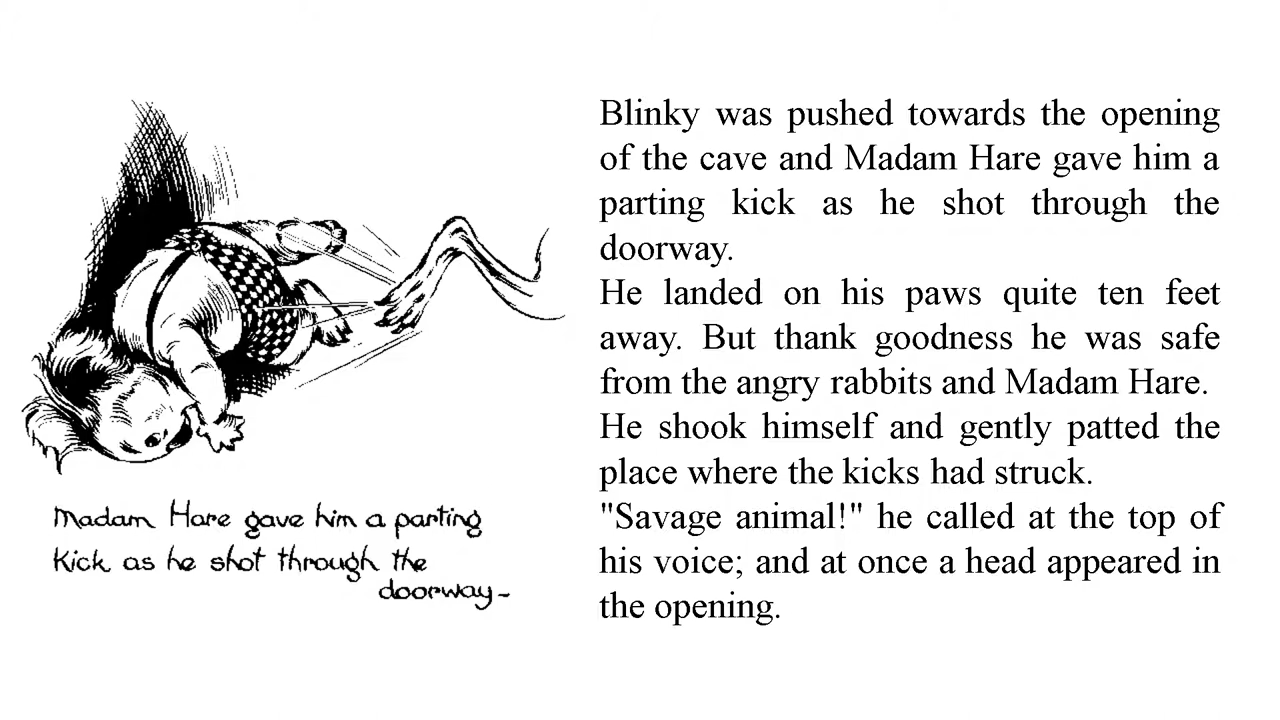 Blinky was pushed towards the opening
of the cave and Madam Hare gave him a
parting kick as he shot through the
doorway.
He landed on his paws quite ten feet
away. But thank goodness he was safe
from the angry rabbits and Madam Hare.
He shook himself and gently patted the
place where the kicks had struck.
"Savage animal!" he called at the top of
his voice; and at once a head appeared in
the opening.
Madam Hare gave him a parting
Kick as he shot through the
doorway-